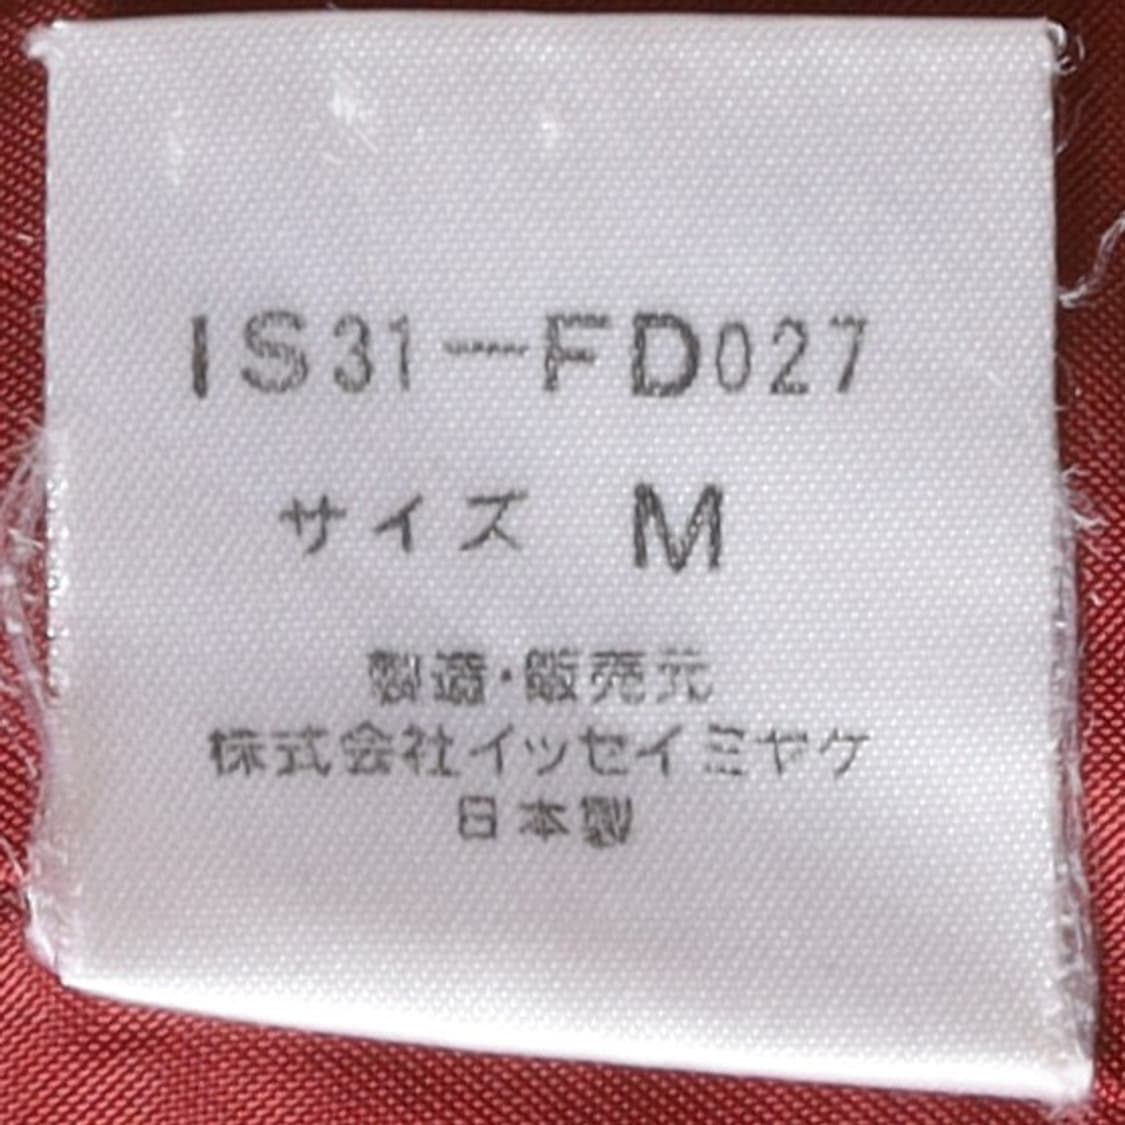 IS31-FD027
サイズ M
製造・販売元
株式会社イッセイミヤケ
日本製